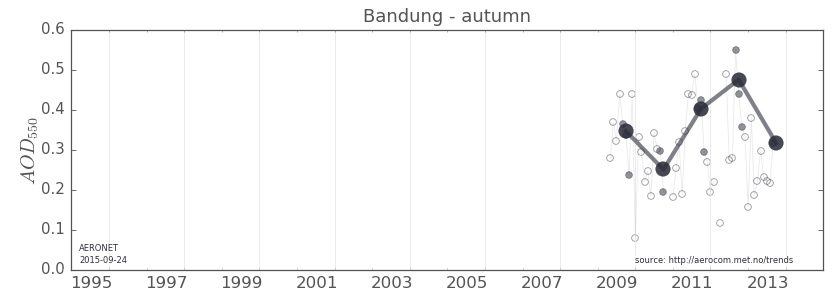 Bandung - autumn
0.6
0.5
0.4
0.3
0.2
0.1
0.0
AOD550
AERONET
2015-09-24
source: http://aerocom.met.no/trends
1995 1997 1999 2001 2003 2005 2007 2009 2011 2013